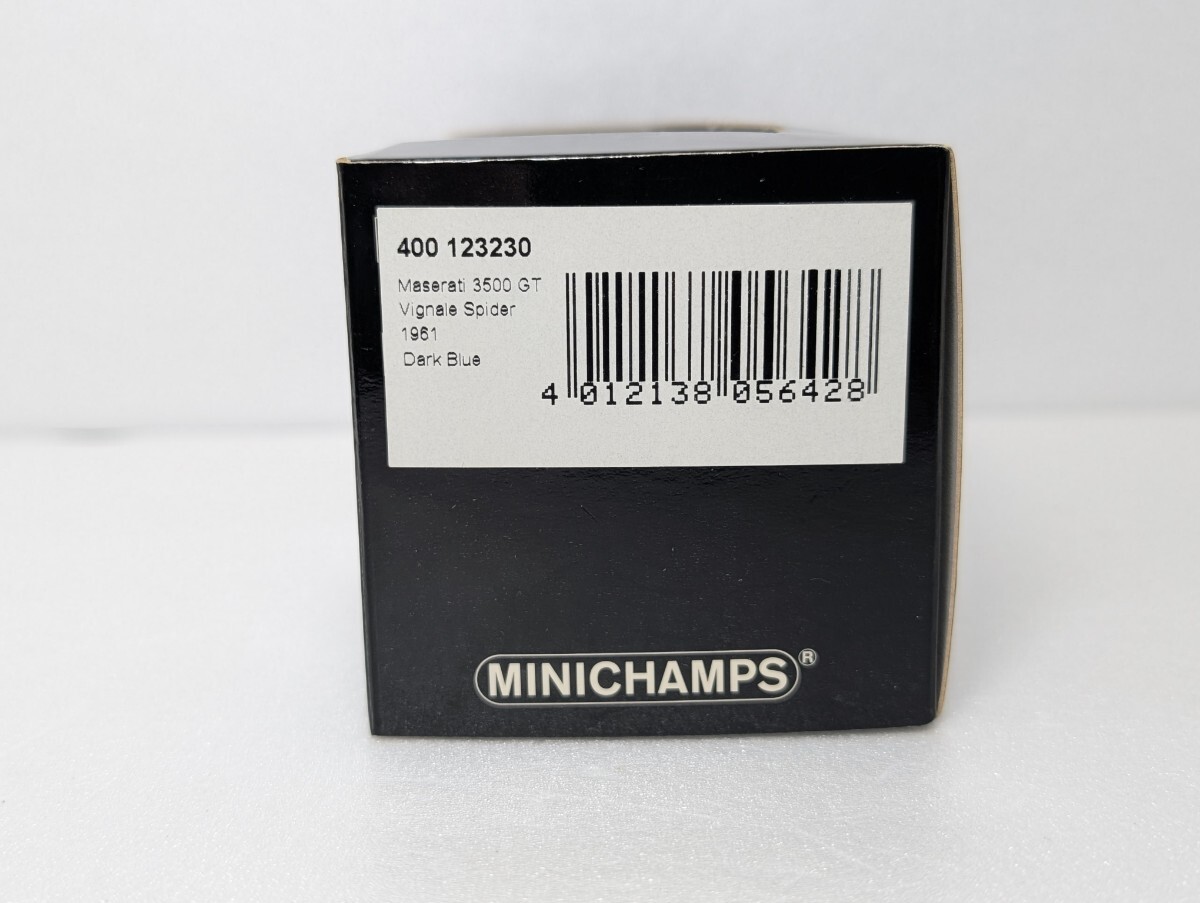 400 123230
Maserati 3500 GT
Vignale Spider
1961
Dark Blue
4 012138 056428
MINICHAMPS®